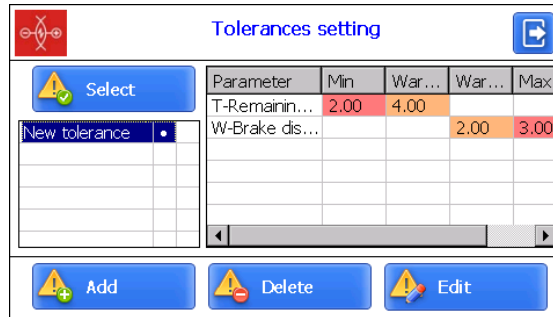 Tolerances setting
Select
New tolerance
Parameter Min War... War... Max
T-Remainin... 2.00 4.00
W-Brake dis... 2.00 3.00
Add Delete Edit